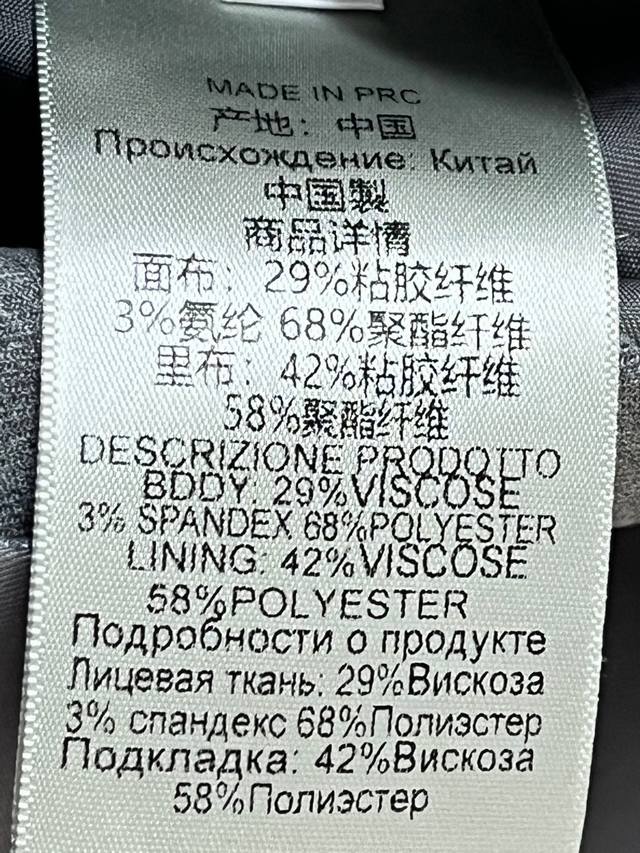 MADE IN PRC
产地：中国
Происхождение: Китай
中国製
商品详情
面布：29%粘胶纤维
3%氨纶 68%聚酯纤维
里布：42%粘胶纤维
58%聚酯纤维
DESCRIZIONE PRODOTTO
BDDY: 29%VISCOSE
3% SPANDEX 68%POLYESTER
LINING: 42%VISCOSE
58%POLYESTER
Подробности о продукте
Лицевая ткань: 29%Вискоза
3% спандекс 68%Полиэстер
Подкладка: 42%Вискоза
58%Полиэстер